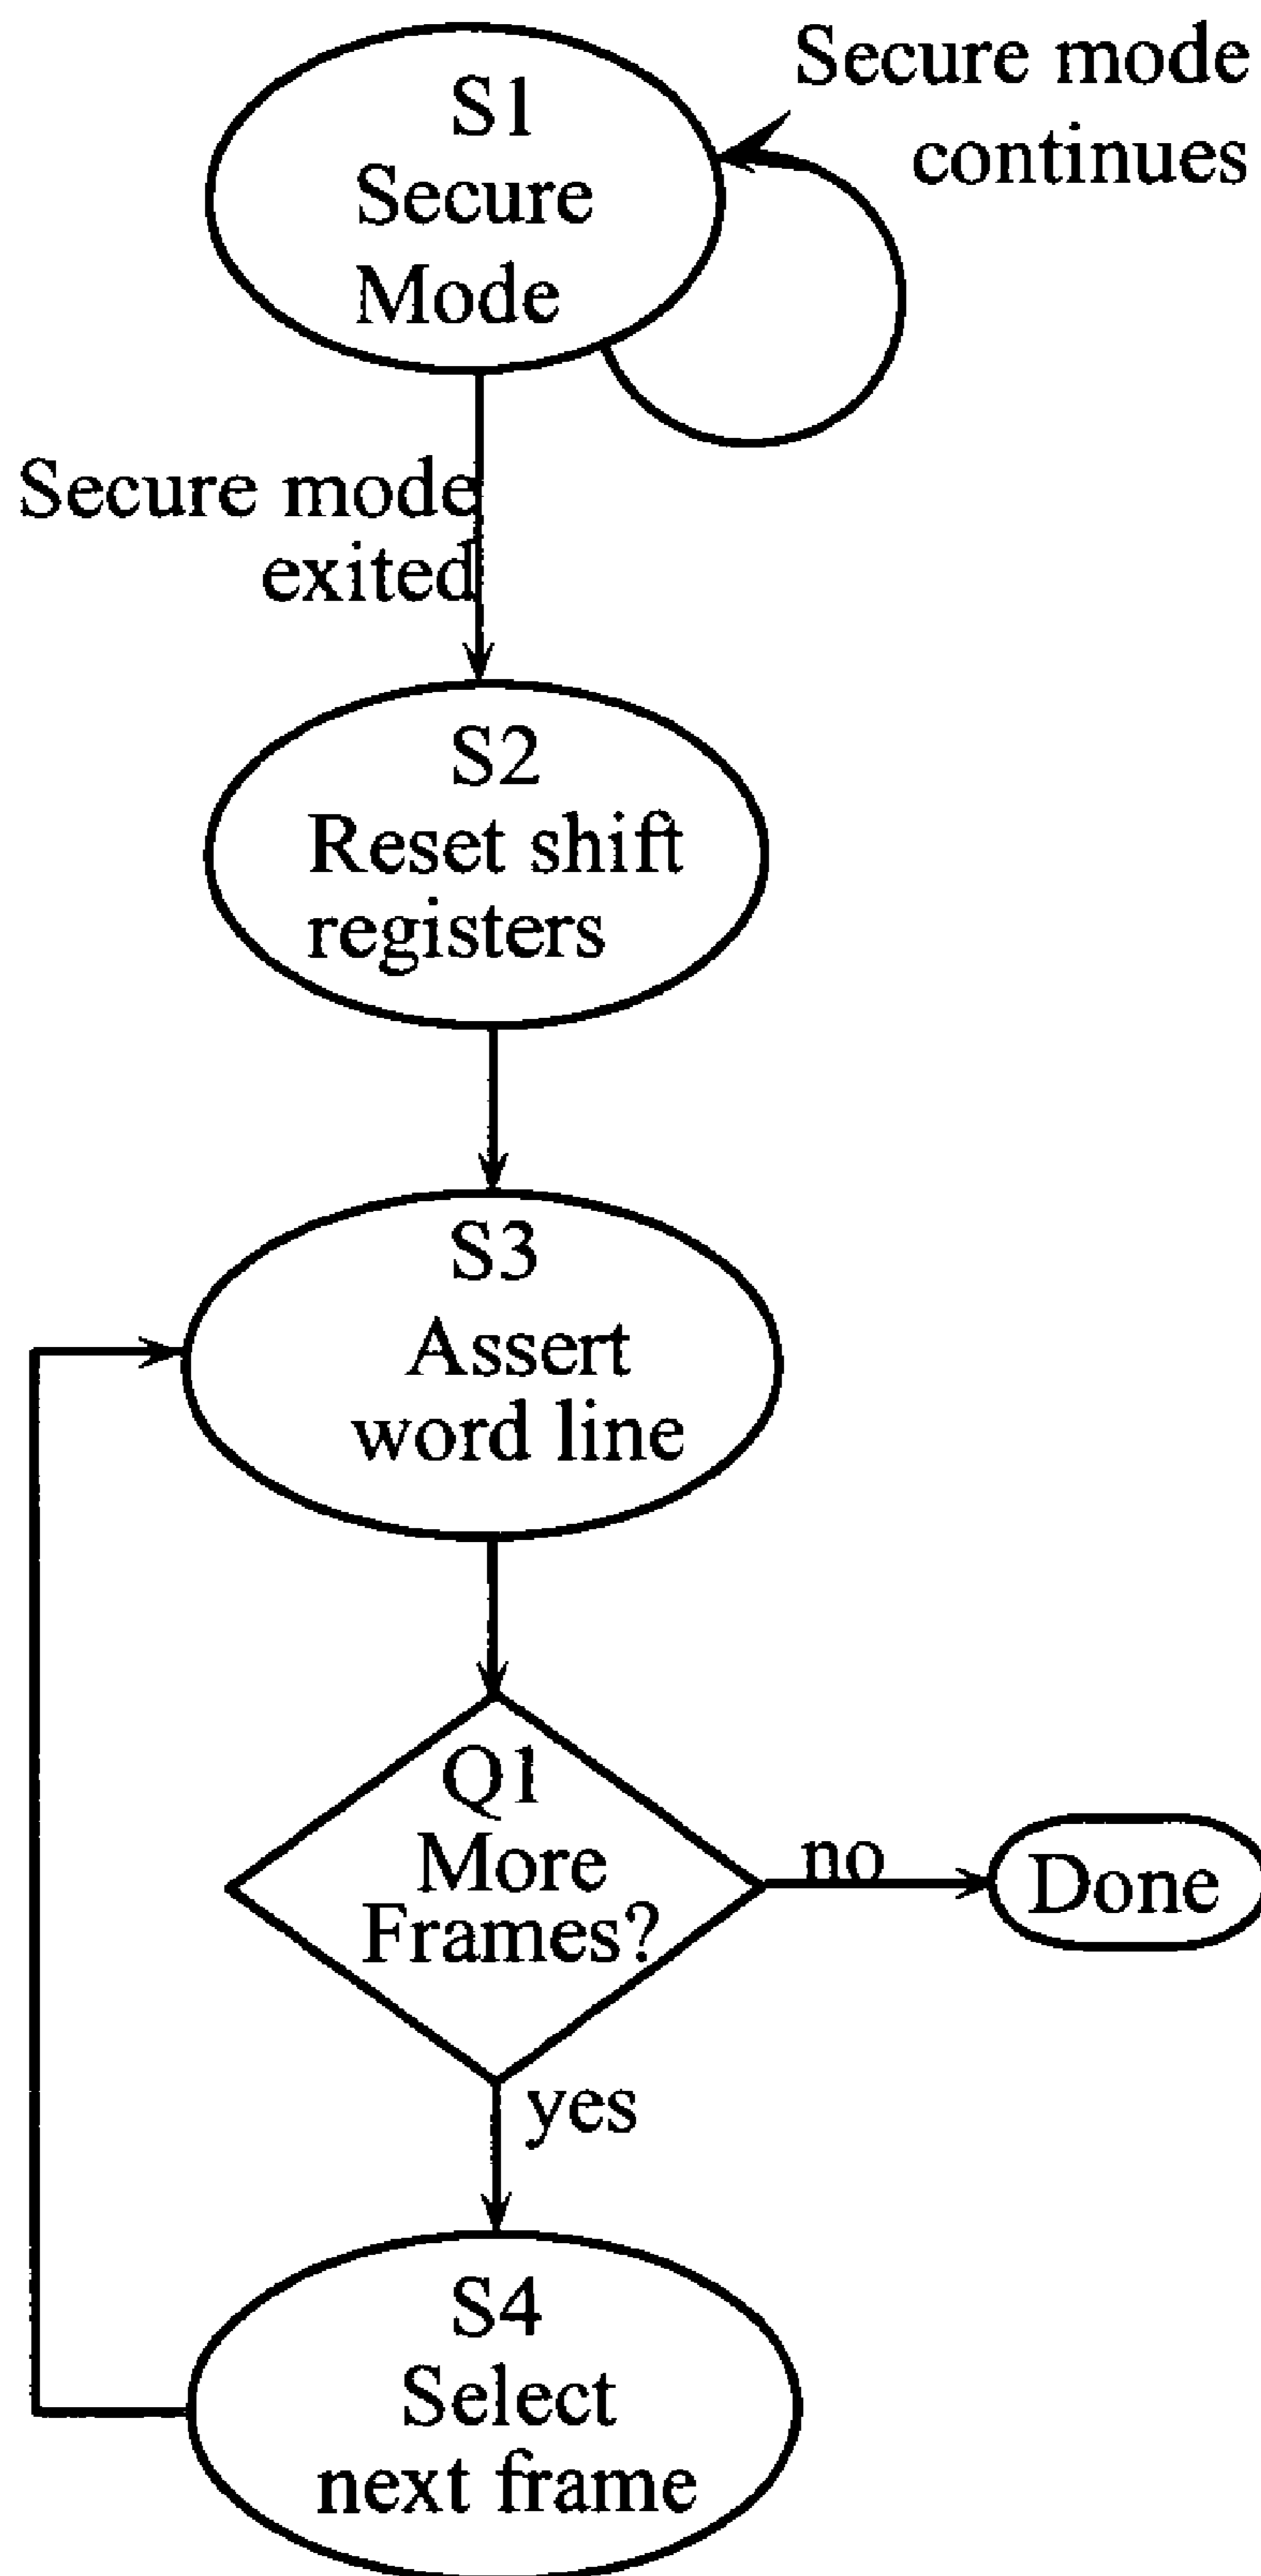 S1
Secure
Mode
Secure mode
continues
Secure mode
exited
S2
Reset shift
registers
S3
Assert
word line
Q1
More
Frames?
no
Done
yes
S4
Select
next frame